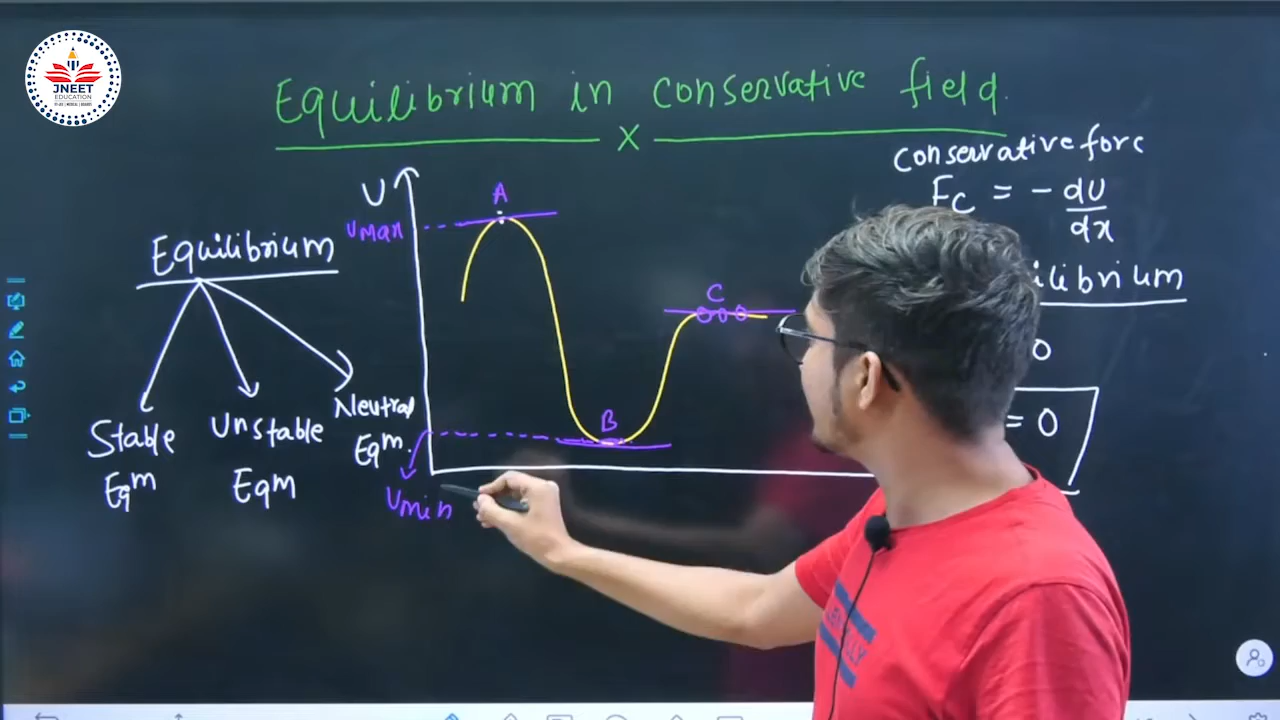 JNEET
EDUCATION
Equilibrium in conservative field.
x
Conservative forc
Fc = - dU
dx
ilibrium
0
= 0
Equilibrium
Stable
Eqm
Unstable
Eqm
Neutral
Eqm.
U
UMax
A
B
C
Umin